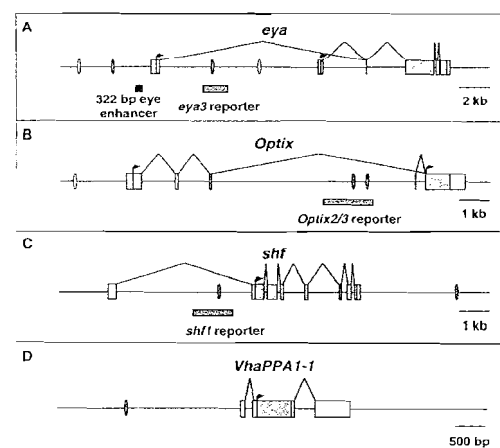 A
eya
322 bp eye
enhancer
eya3 reporter
2 kb
B
Optix
Optix2/3 reporter
1 kb
C
shf
shf1 reporter
1 kb
D
VhaPPA1-1
500 bp